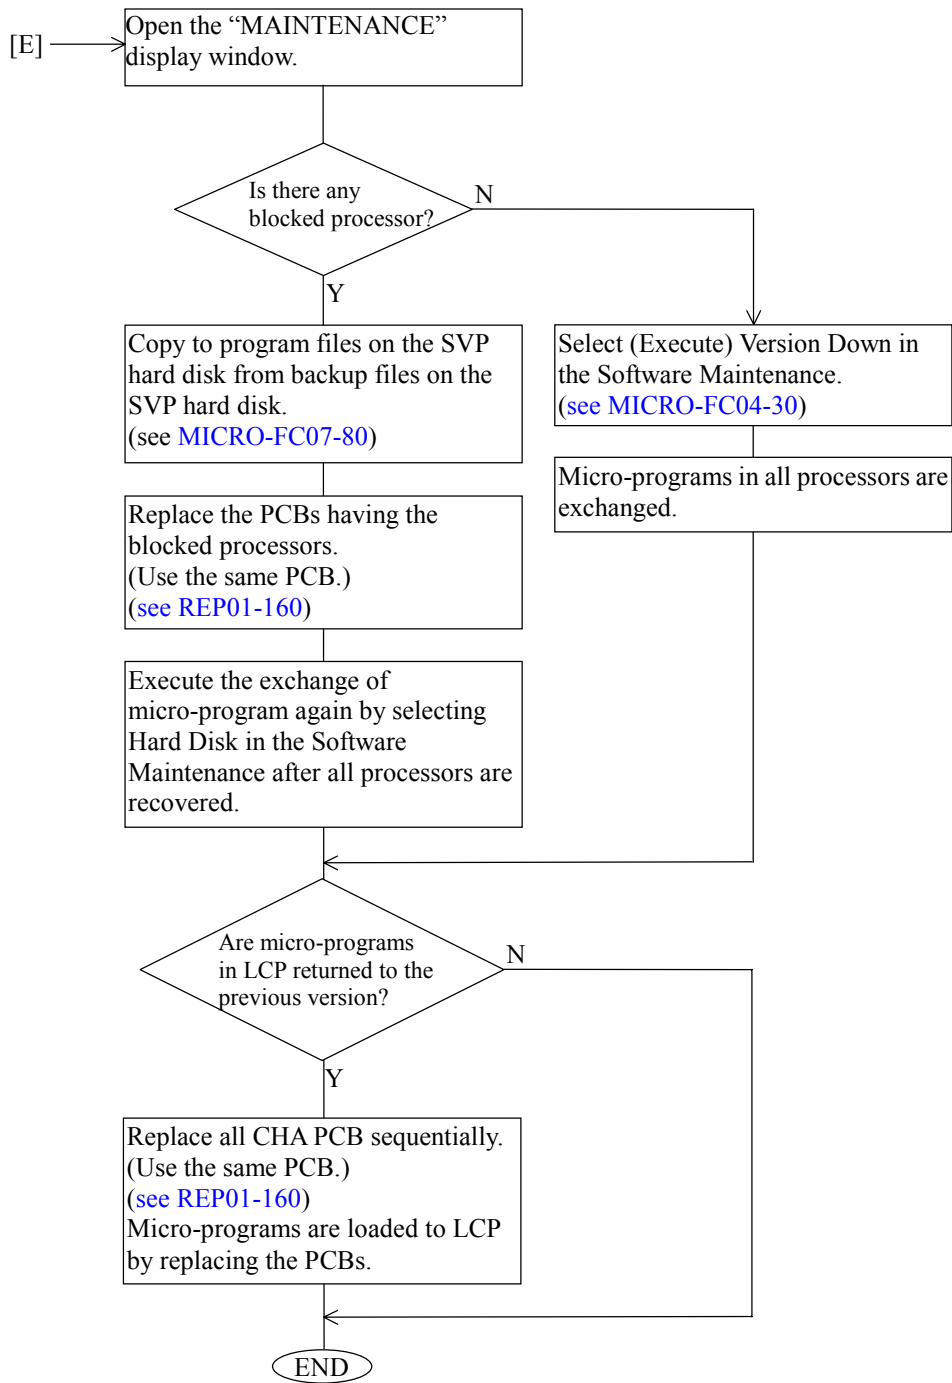 [E]
Open the “MAINTENANCE”
display window.
Is there any
blocked processor?
N
Y
Copy to program files on the SVP
hard disk from backup files on the
SVP hard disk.
(see MICRO-FC07-80)
Select (Execute) Version Down in
the Software Maintenance.
(see MICRO-FC04-30)
Micro-programs in all processors are
exchanged.
Replace the PCBs having the
blocked processors.
(Use the same PCB.)
(see REP01-160)
Execute the exchange of
micro-program again by selecting
Hard Disk in the Software
Maintenance after all processors are
recovered.
Are micro-programs
in LCP returned to the
previous version?
N
Y
Replace all CHA PCB sequentially.
(Use the same PCB.)
(see REP01-160)
Micro-programs are loaded to LCP
by replacing the PCBs.
END